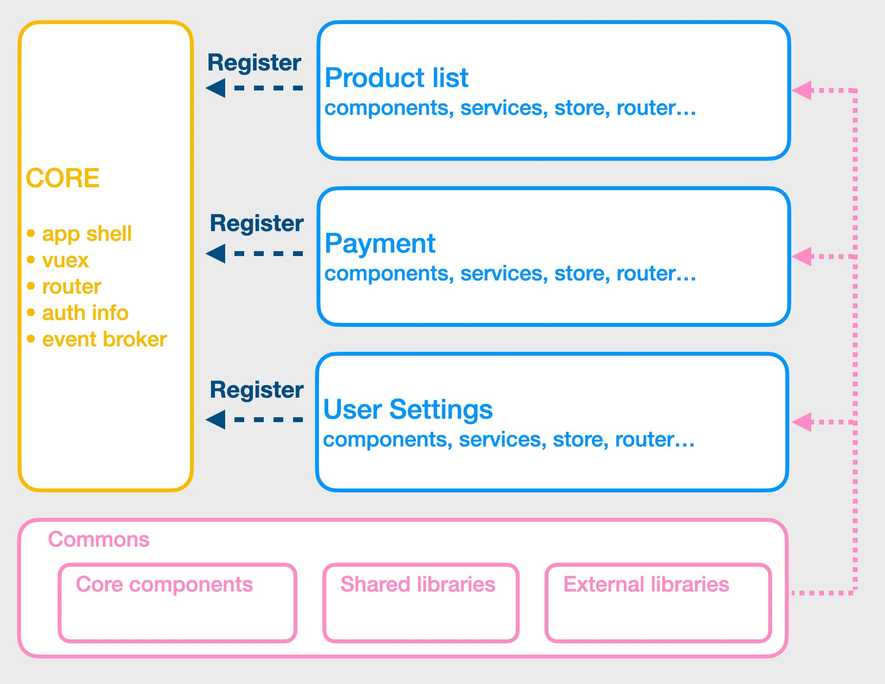 CORE
• app shell
• vuex
• router
• auth info
• event broker
Register
Product list
components, services, store, router...
Register
Payment
components, services, store, router...
Register
User Settings
components, services, store, router...
Commons
Core components
Shared libraries
External libraries